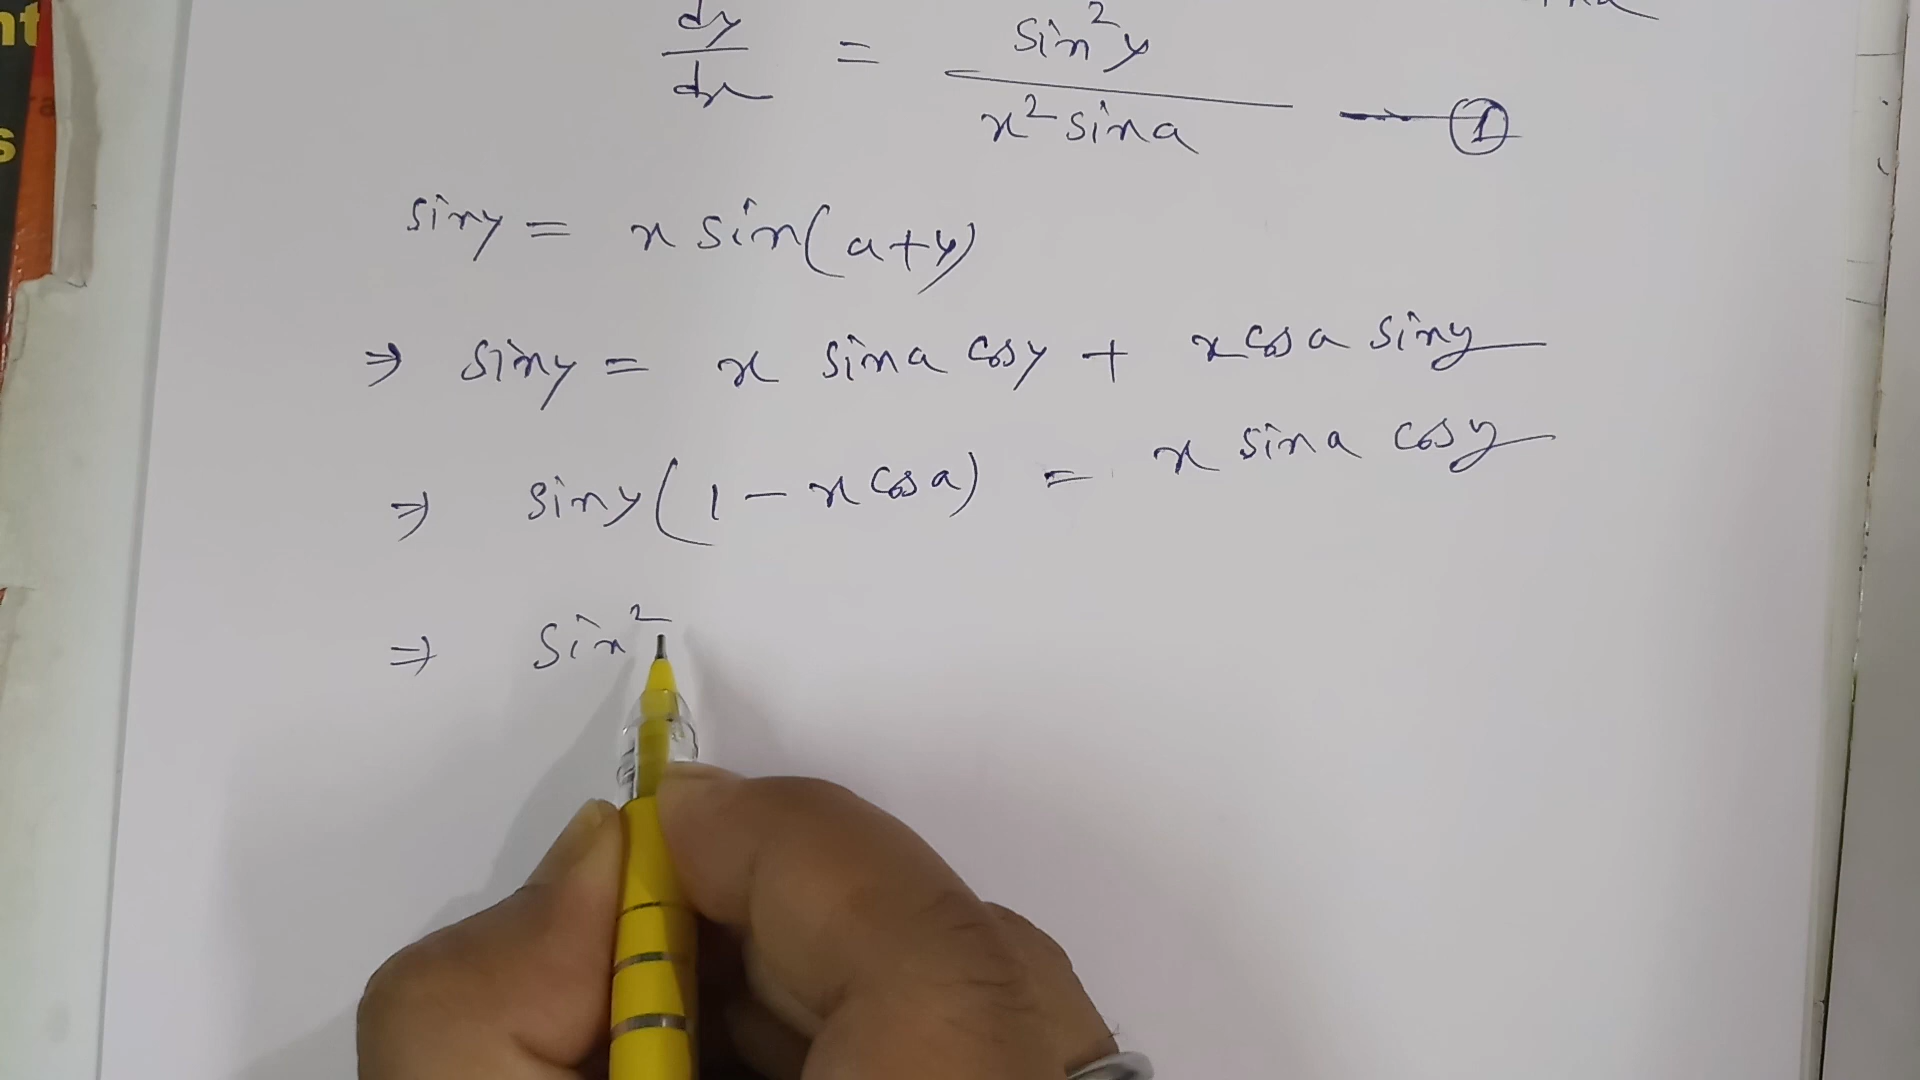 dy/dx = sin²y / x² sina — ①
siny = x sin(a+y)
⇒ siny = x sina cosy + x cosa siny
⇒ siny(1 - x cosa) = x sina cosy
⇒ sin²